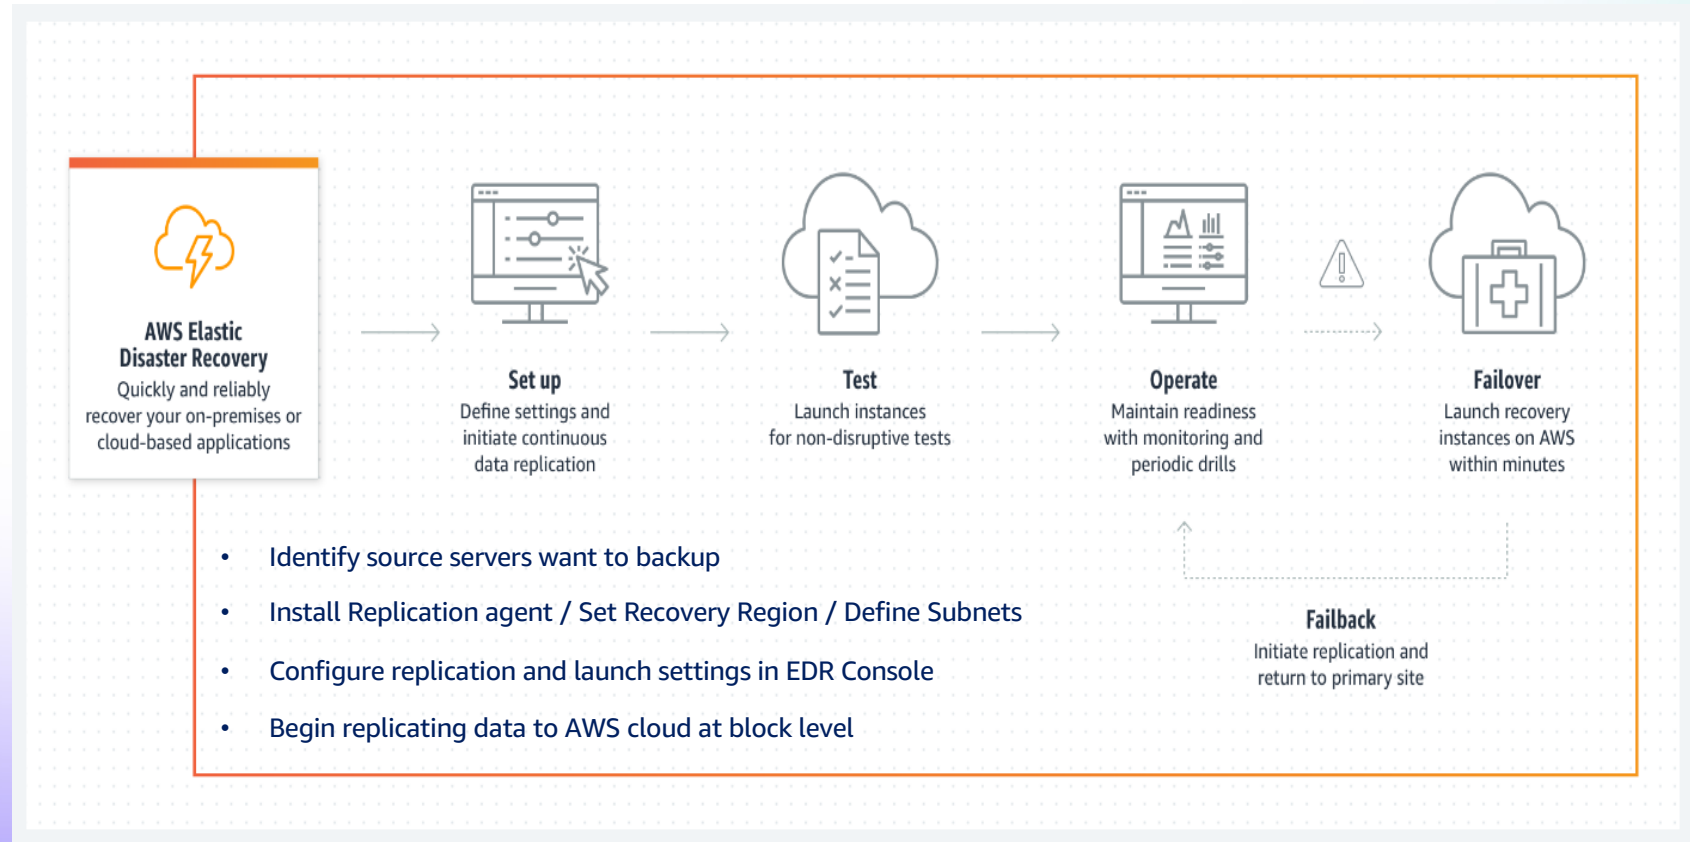 AWS Elastic
Disaster Recovery
Quickly and reliably
recover your on-premises or
cloud-based applications
Set up
Define settings and
initiate continuous
data replication
Test
Launch instances
for non-disruptive tests
Operate
Maintain readiness
with monitoring and
periodic drills
Failover
Launch recovery
instances on AWS
within minutes
Failback
Initiate replication and
return to primary site
• Identify source servers want to backup
• Install Replication agent / Set Recovery Region / Define Subnets
• Configure replication and launch settings in EDR Console
• Begin replicating data to AWS cloud at block level